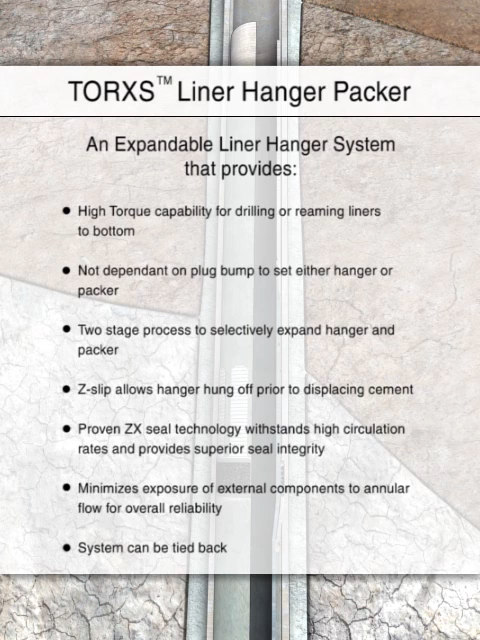 TORXS™ Liner Hanger Packer
An Expandable Liner Hanger System
that provides:
● High Torque capability for drilling or reaming liners
to bottom
● Not dependant on plug bump to set either hanger or
packer
● Two stage process to selectively expand hanger and
packer
● Z-slip allows hanger hung off prior to displacing cement
● Proven ZX seal technology withstands high circulation
rates and provides superior seal integrity
● Minimizes exposure of external components to annular
flow for overall reliability
● System can be tied back